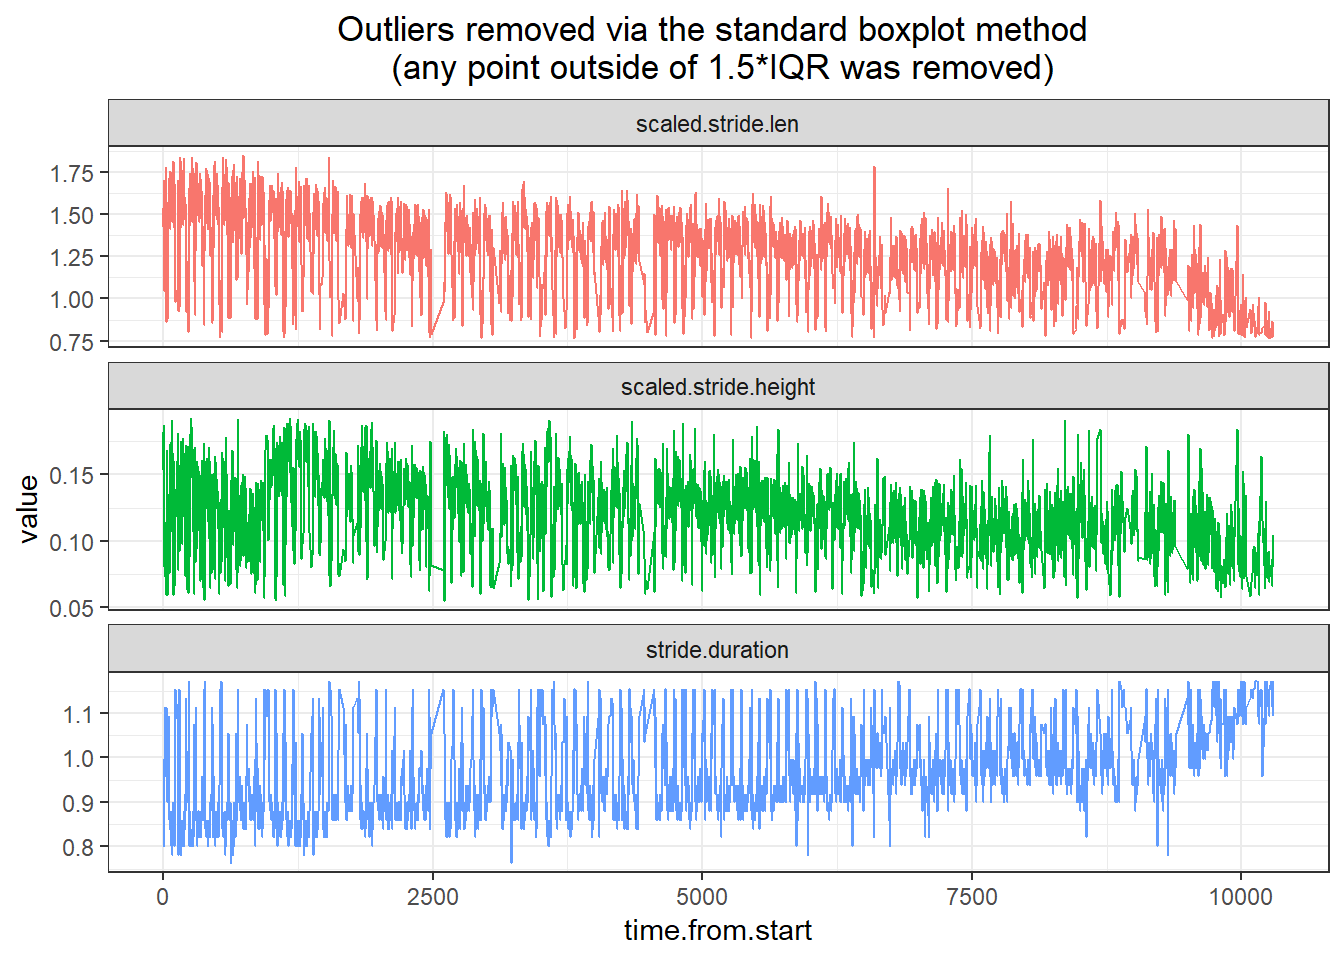 Outliers removed via the standard boxplot method
(any point outside of 1.5*IQR was removed)
scaled.stride.len
1.75
1.50
1.25
1.00
0.75
scaled.stride.height
0.15
0.10
0.05
value
stride.duration
1.1
1.0
0.9
0.8
0 2500 5000 7500 10000
time.from.start